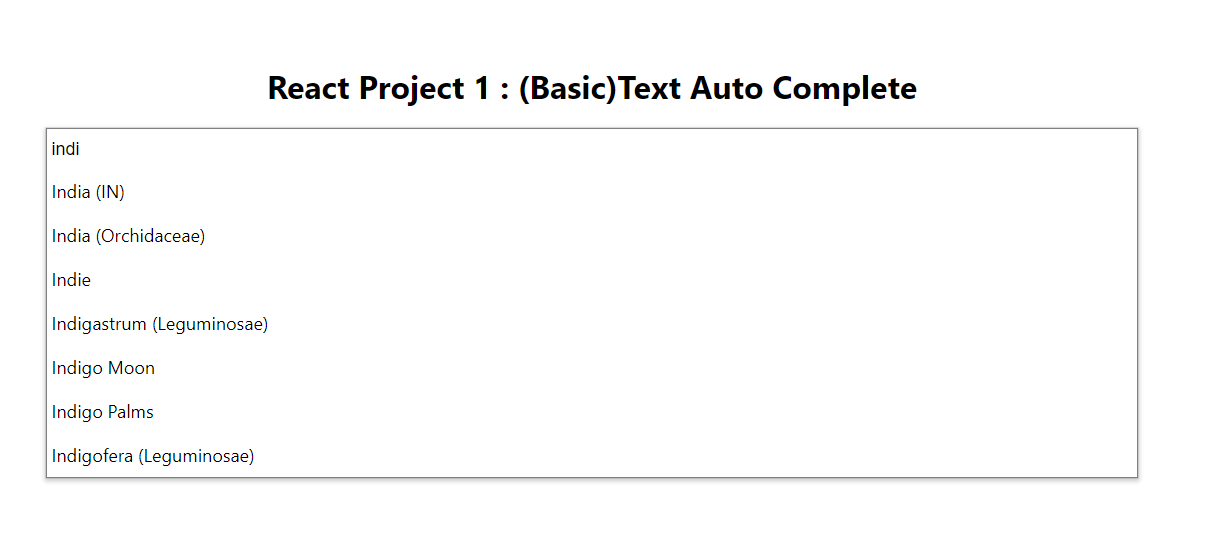 React Project 1 : (Basic)Text Auto Complete
indi
India (IN)
India (Orchidaceae)
Indie
Indigastrum (Leguminosae)
Indigo Moon
Indigo Palms
Indigofera (Leguminosae)